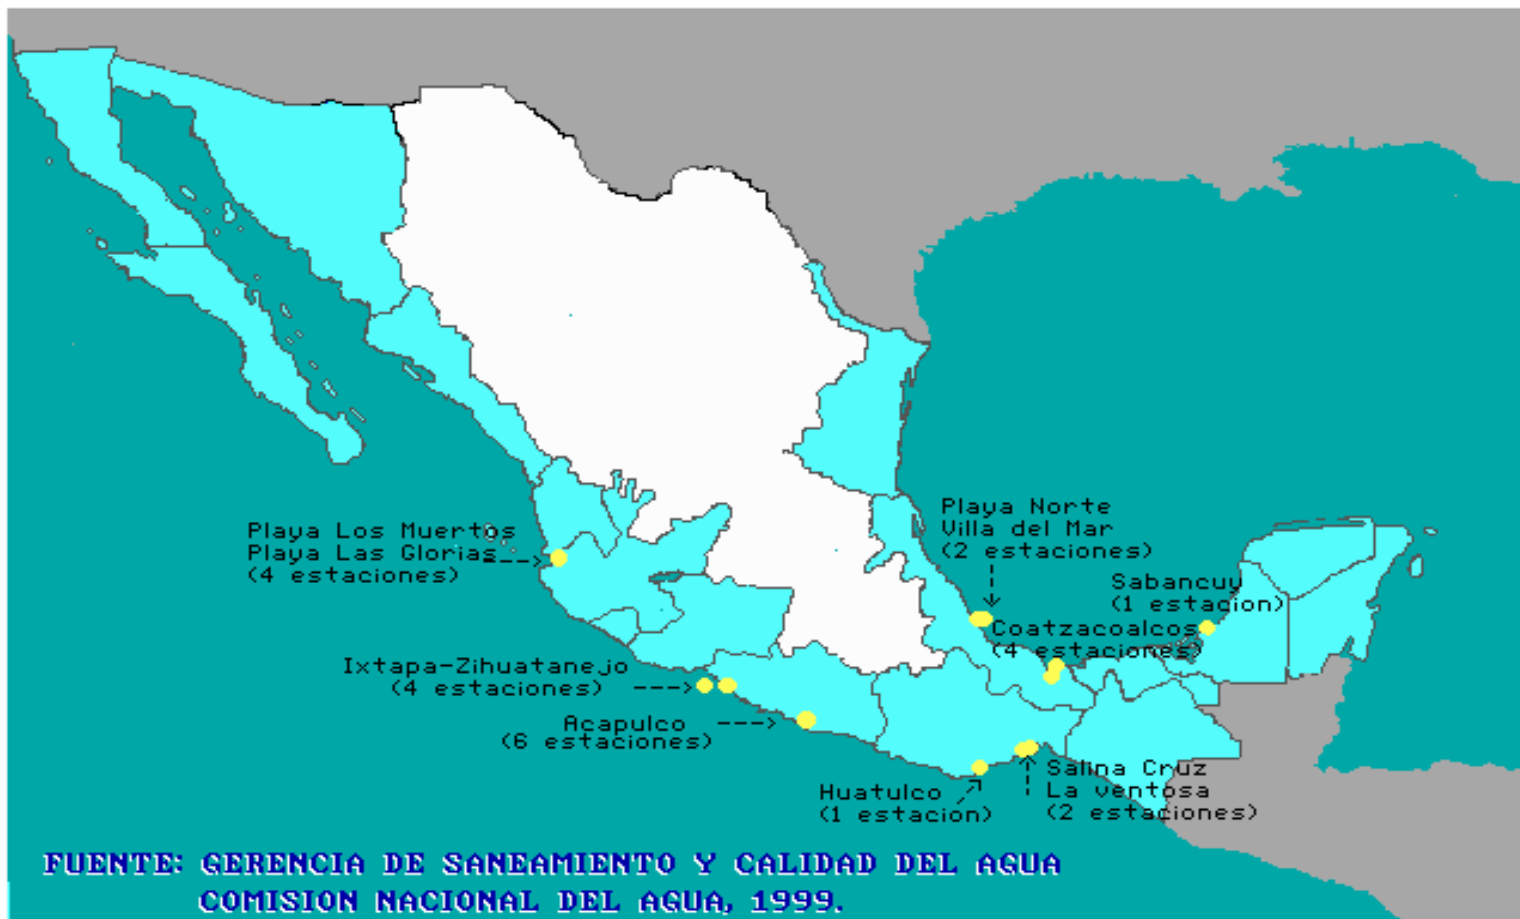 Playa Norte
Villa del Mar
(2 estaciones)
Playa Los Muertos
Playa Las Glorias
(4 estaciones)
Sabancuy
(1 estacion)
Coatzacoalcos
(4 estaciones)
Ixtapa-Zihuatanejo
(4 estaciones)
Acapulco
(6 estaciones)
Salina Cruz
La ventosa
(2 estaciones)
Huatulco
(1 estacion)
FUENTE: GERENCIA DE SANEAMIENTO Y CALIDAD DEL AGUA
COMISION NACIONAL DEL AGUA, 1999.